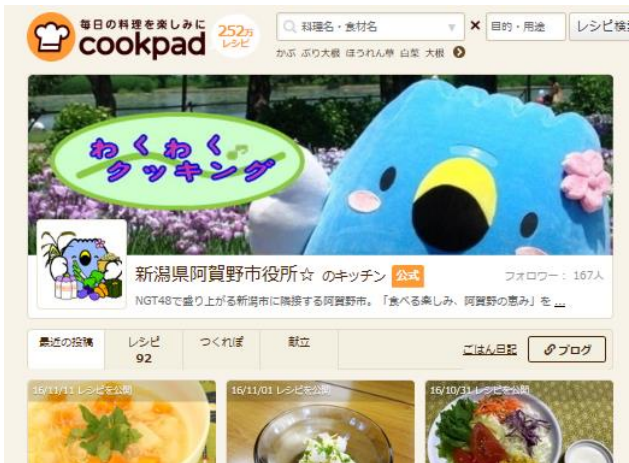 毎日の料理を楽しみに
cookpad
252万
レシピ
料理名・食材名
目的・用途
レシピ検
かぶ ぶり大根 ほうれん草 白菜 大根
わくわく
クッキング
新潟県阿賀野市役所☆ のキッチン 公式
フォロワー： 167人
NGT48で盛り上がる新潟市に隣接する阿賀野市。「食べる楽しみ、阿賀野の恵み」を ...
最近の投稿
レシピ
92
つくれぽ
献立
ごはん日記
ブログ
16/11/11 レシピを公開
16/11/01 レシピを公開
16/10/31 レシピを公開